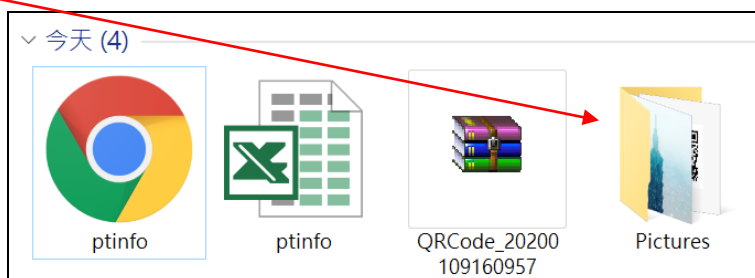 今天 (4)
ptinfo
ptinfo
QRCode_20200
109160957
Pictures